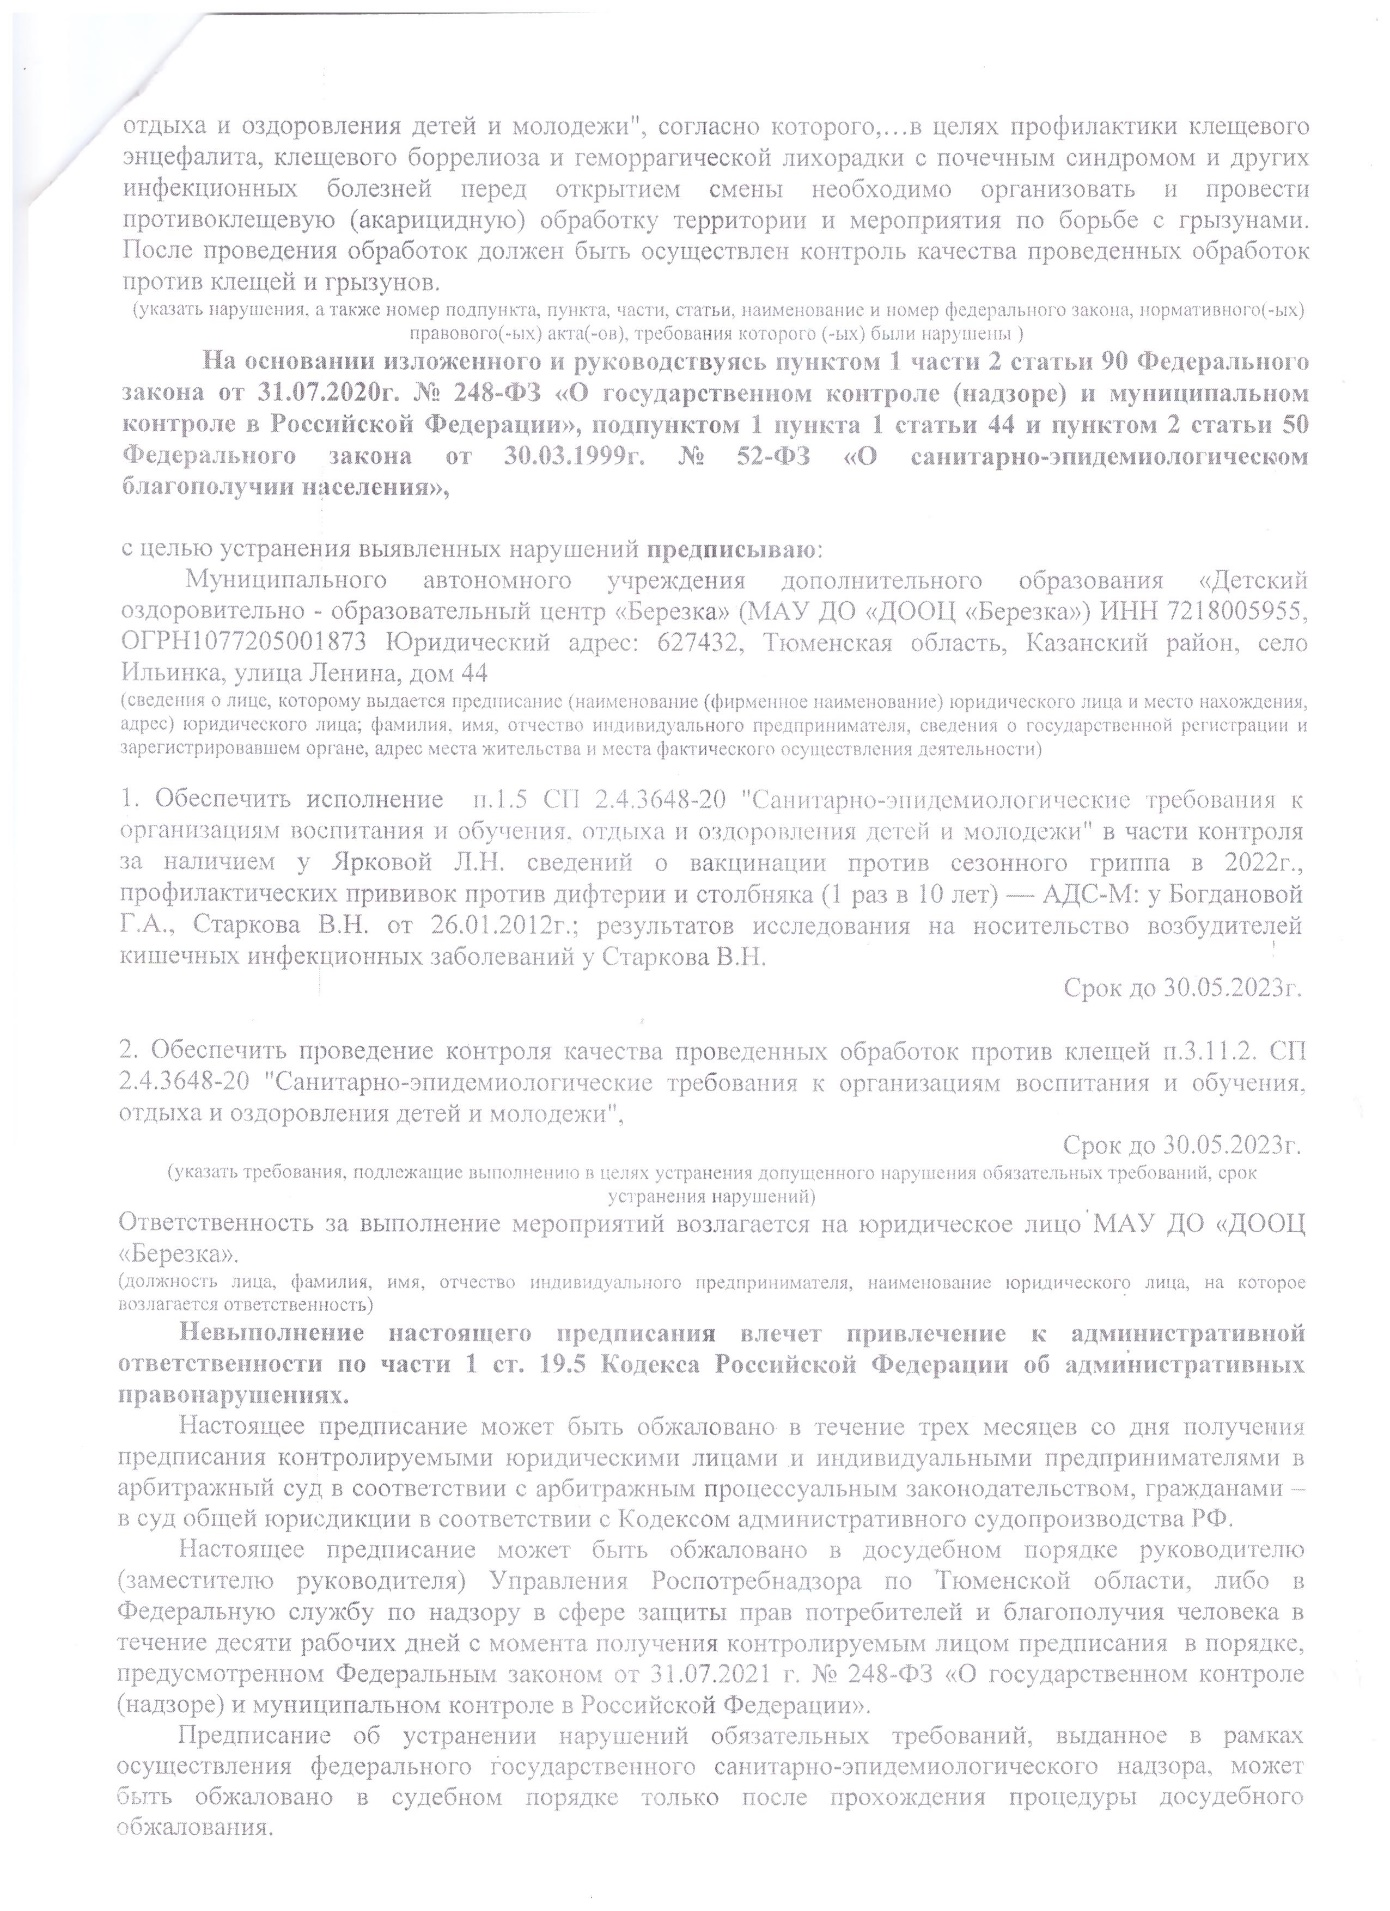 отдыха и оздоровления детей и молодежи", согласно которого,…в целях профилактики клещевого
энцефалита, клещевого боррелиоза и геморрагической лихорадки с почечным синдромом и других
инфекционных болезней перед открытием смены необходимо организовать и провести
противоклещевую (акарицидную) обработку территории и мероприятия по борьбе с грызунами.
После проведения обработок должен быть осуществлен контроль качества проведенных обработок
против клещей и грызунов.
(указать нарушения, а также номер подпункта, пункта, части, статьи, наименование и номер федерального закона, нормативного(-ых)
правового(-ых) акта(-ов), требования которого (-ых) были нарушены )
На основании изложенного и руководствуясь пунктом 1 части 2 статьи 90 Федерального
закона от 31.07.2020г. № 248-ФЗ «О государственном контроле (надзоре) и муниципальном
контроле в Российской Федерации», подпунктом 1 пункта 1 статьи 44 и пунктом 2 статьи 50
Федерального закона от 30.03.1999г. № 52-ФЗ «О санитарно-эпидемиологическом
благополучии населения»,
с целью устранения выявленных нарушений предписываю:
Муниципального автономного учреждения дополнительного образования «Детский
оздоровительно - образовательный центр «Березка» (МАУ ДО «ДООЦ «Березка») ИНН 7218005955,
ОГРН1077205001873 Юридический адрес: 627432, Тюменская область, Казанский район, село
Ильинка, улица Ленина, дом 44
(сведения о лице, которому выдается предписание (наименование (фирменное наименование) юридического лица и место нахождения,
адрес) юридического лица; фамилия, имя, отчество индивидуального предпринимателя, сведения о государственной регистрации и
зарегистрировавшем органе, адрес места жительства и места фактического осуществления деятельности)
1. Обеспечить исполнение п.1.5 СП 2.4.3648-20 "Санитарно-эпидемиологические требования к
организациям воспитания и обучения, отдыха и оздоровления детей и молодежи" в части контроля
за наличием у Ярковой Л.Н. сведений о вакцинации против сезонного гриппа в 2022г.,
профилактических прививок против дифтерии и столбняка (1 раз в 10 лет) — АДС-М: у Богдановой
Г.А., Старкова В.Н. от 26.01.2012г.; результатов исследования на носительство возбудителей
кишечных инфекционных заболеваний у Старкова В.Н.
Срок до 30.05.2023г.
2. Обеспечить проведение контроля качества проведенных обработок против клещей п.3.11.2. СП
2.4.3648-20 "Санитарно-эпидемиологические требования к организациям воспитания и обучения,
отдыха и оздоровления детей и молодежи",
Срок до 30.05.2023г.
(указать требования, подлежащие выполнению в целях устранения допущенного нарушения обязательных требований, срок
устранения нарушений)
Ответственность за выполнение мероприятий возлагается на юридическое лицо МАУ ДО «ДООЦ
«Березка».
(должность лица, фамилия, имя, отчество индивидуального предпринимателя, наименование юридического лица, на которое
возлагается ответственность)
Невыполнение настоящего предписания влечет привлечение к административной
ответственности по части 1 ст. 19.5 Кодекса Российской Федерации об административных
правонарушениях.
Настоящее предписание может быть обжаловано в течение трех месяцев со дня получения
предписания контролируемыми юридическими лицами и индивидуальными предпринимателями в
арбитражный суд в соответствии с арбитражным процессуальным законодательством, гражданами –
в суд общей юрисдикции в соответствии с Кодексом административного судопроизводства РФ.
Настоящее предписание может быть обжаловано в досудебном порядке руководителю
(заместителю руководителя) Управления Роспотребнадзора по Тюменской области, либо в
Федеральную службу по надзору в сфере защиты прав потребителей и благополучия человека в
течение десяти рабочих дней с момента получения контролируемым лицом предписания в порядке,
предусмотренном Федеральным законом от 31.07.2021 г. № 248-ФЗ «О государственном контроле
(надзоре) и муниципальном контроле в Российской Федерации».
Предписание об устранении нарушений обязательных требований, выданное в рамках
осуществления федерального государственного санитарно-эпидемиологического надзора, может
быть обжаловано в судебном порядке только после прохождения процедуры досудебного
обжалования.